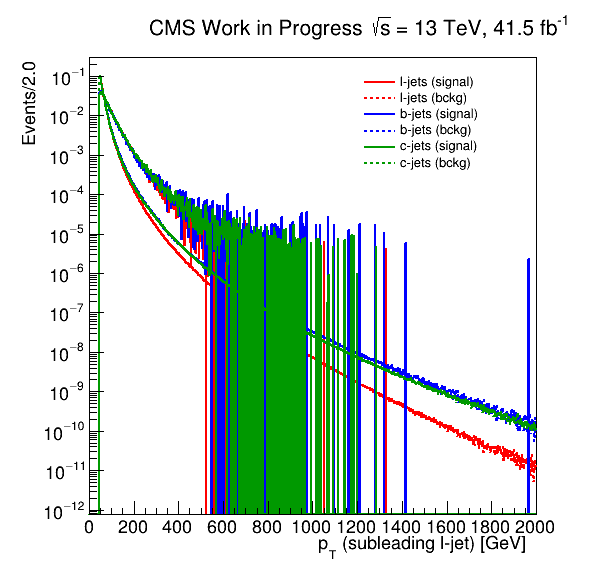 CMS Work in Progress √s = 13 TeV, 41.5 fb⁻¹
Events/2.0
10⁻¹
10⁻²
10⁻³
10⁻⁴
10⁻⁵
10⁻⁶
10⁻⁷
10⁻⁸
10⁻⁹
10⁻¹⁰
10⁻¹¹
10⁻¹²
l-jets (signal)
l-jets (bckg)
b-jets (signal)
b-jets (bckg)
c-jets (signal)
c-jets (bckg)
0 200 400 600 800 1000 1200 1400 1600 1800 2000
p_T (subleading l-jet) [GeV]